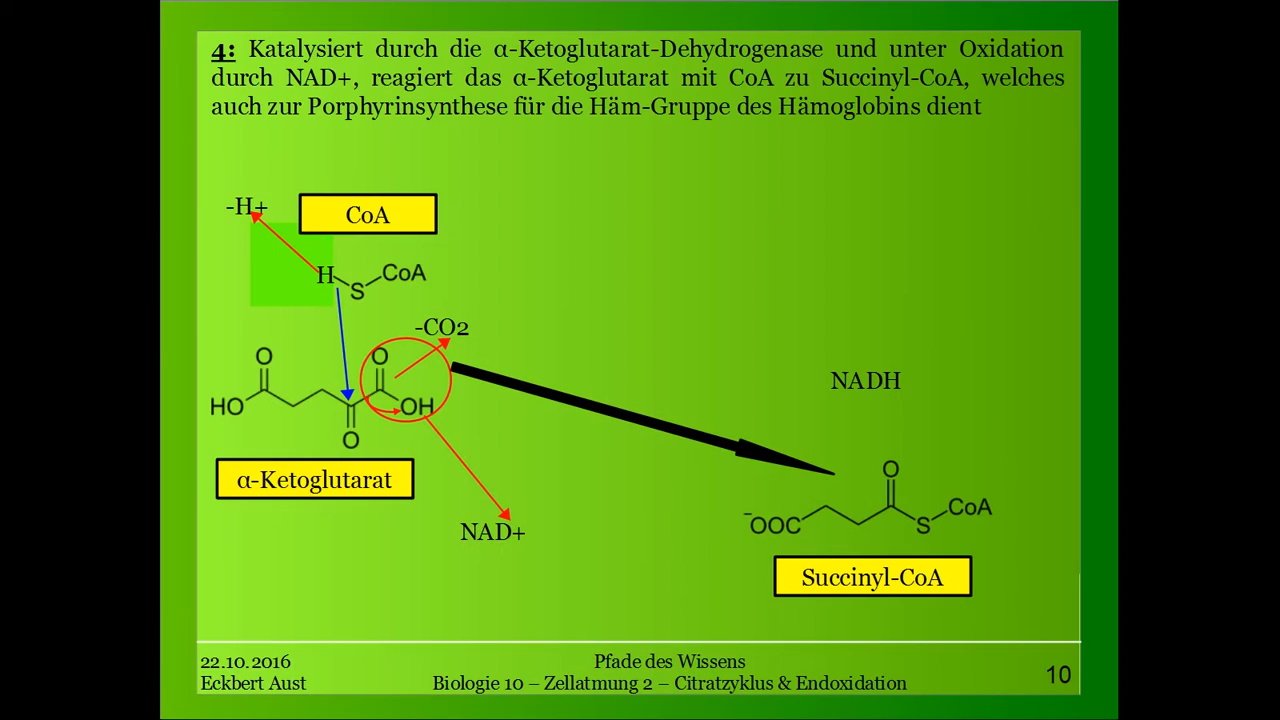 4: Katalysiert durch die α-Ketoglutarat-Dehydrogenase und unter Oxidation
durch NAD+, reagiert das α-Ketoglutarat mit CoA zu Succinyl-CoA, welches
auch zur Porphyrinsynthese für die Häm-Gruppe des Hämoglobins dient
-H+
CoA
H
S
CoA
-CO2
O
O
NADH
HO
OH
O
α-Ketoglutarat
O
NAD+
⁻OOC
S
CoA
Succinyl-CoA
22.10.2016
Eckbert Aust
Pfade des Wissens
Biologie 10 – Zellatmung 2 – Citratzyklus & Endoxidation
10